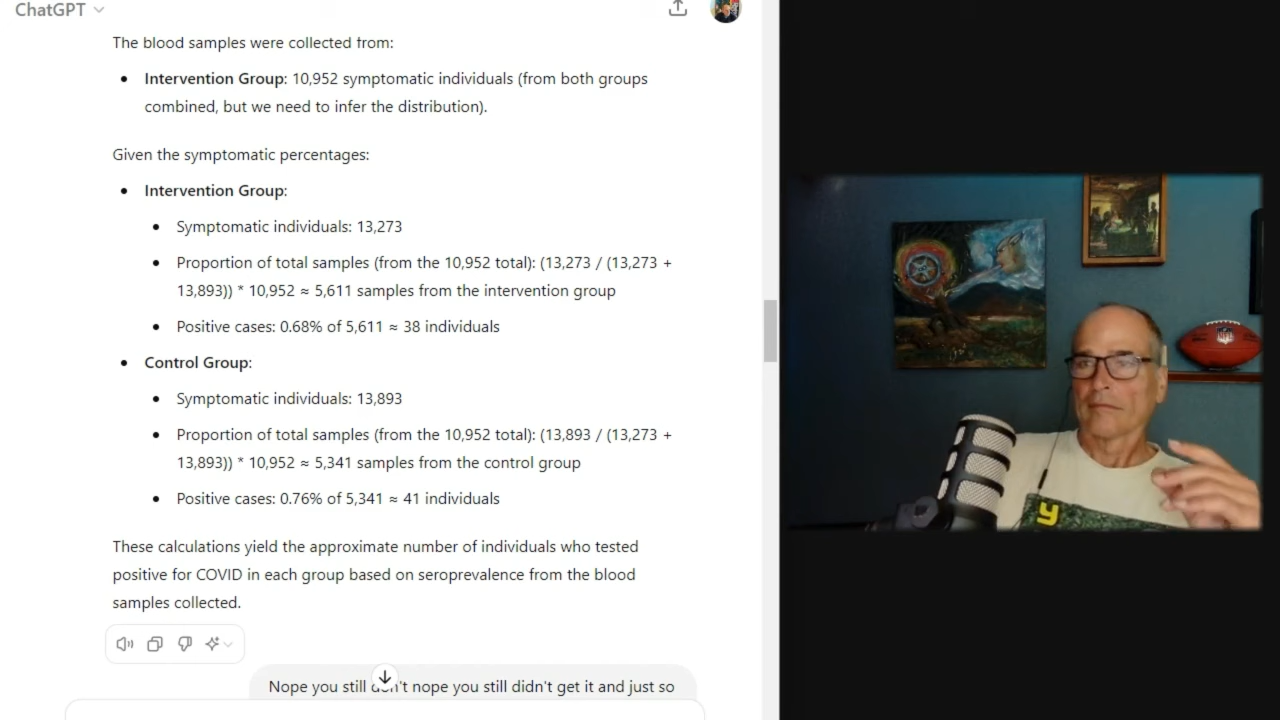 ChatGPT
The blood samples were collected from:
• Intervention Group: 10,952 symptomatic individuals (from both groups
combined, but we need to infer the distribution).
Given the symptomatic percentages:
• Intervention Group:
• Symptomatic individuals: 13,273
• Proportion of total samples (from the 10,952 total): (13,273 / (13,273 +
13,893)) * 10,952 ≈ 5,611 samples from the intervention group
• Positive cases: 0.68% of 5,611 ≈ 38 individuals
• Control Group:
• Symptomatic individuals: 13,893
• Proportion of total samples (from the 10,952 total): (13,893 / (13,273 +
13,893)) * 10,952 ≈ 5,341 samples from the control group
• Positive cases: 0.76% of 5,341 ≈ 41 individuals
These calculations yield the approximate number of individuals who tested
positive for COVID in each group based on seroprevalence from the blood
samples collected.
Nope you still don't nope you still didn't get it and just so
NFL
y